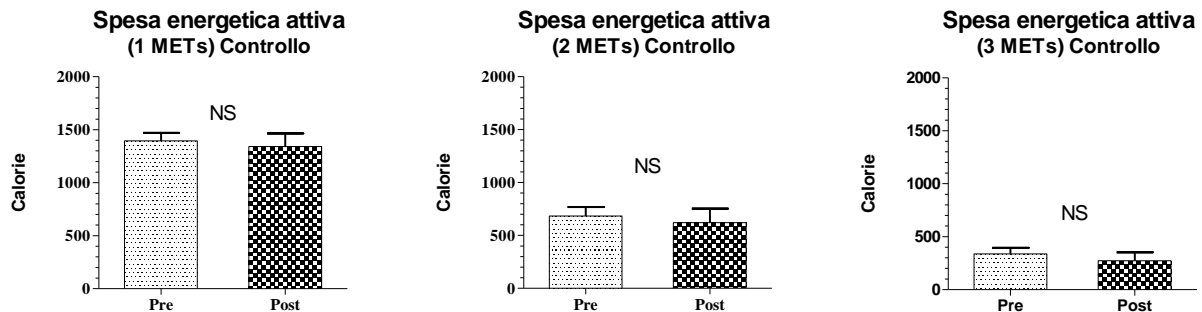 Spesa energetica attiva
(1 METs) Controllo
2000
1500
1000
500
0
Calorie
NS
Pre
Post
Spesa energetica attiva
(2 METs) Controllo
2000
1500
1000
500
0
Calorie
NS
Pre
Post
Spesa energetica attiva
(3 METs) Controllo
2000
1500
1000
500
0
Calorie
NS
Pre
Post